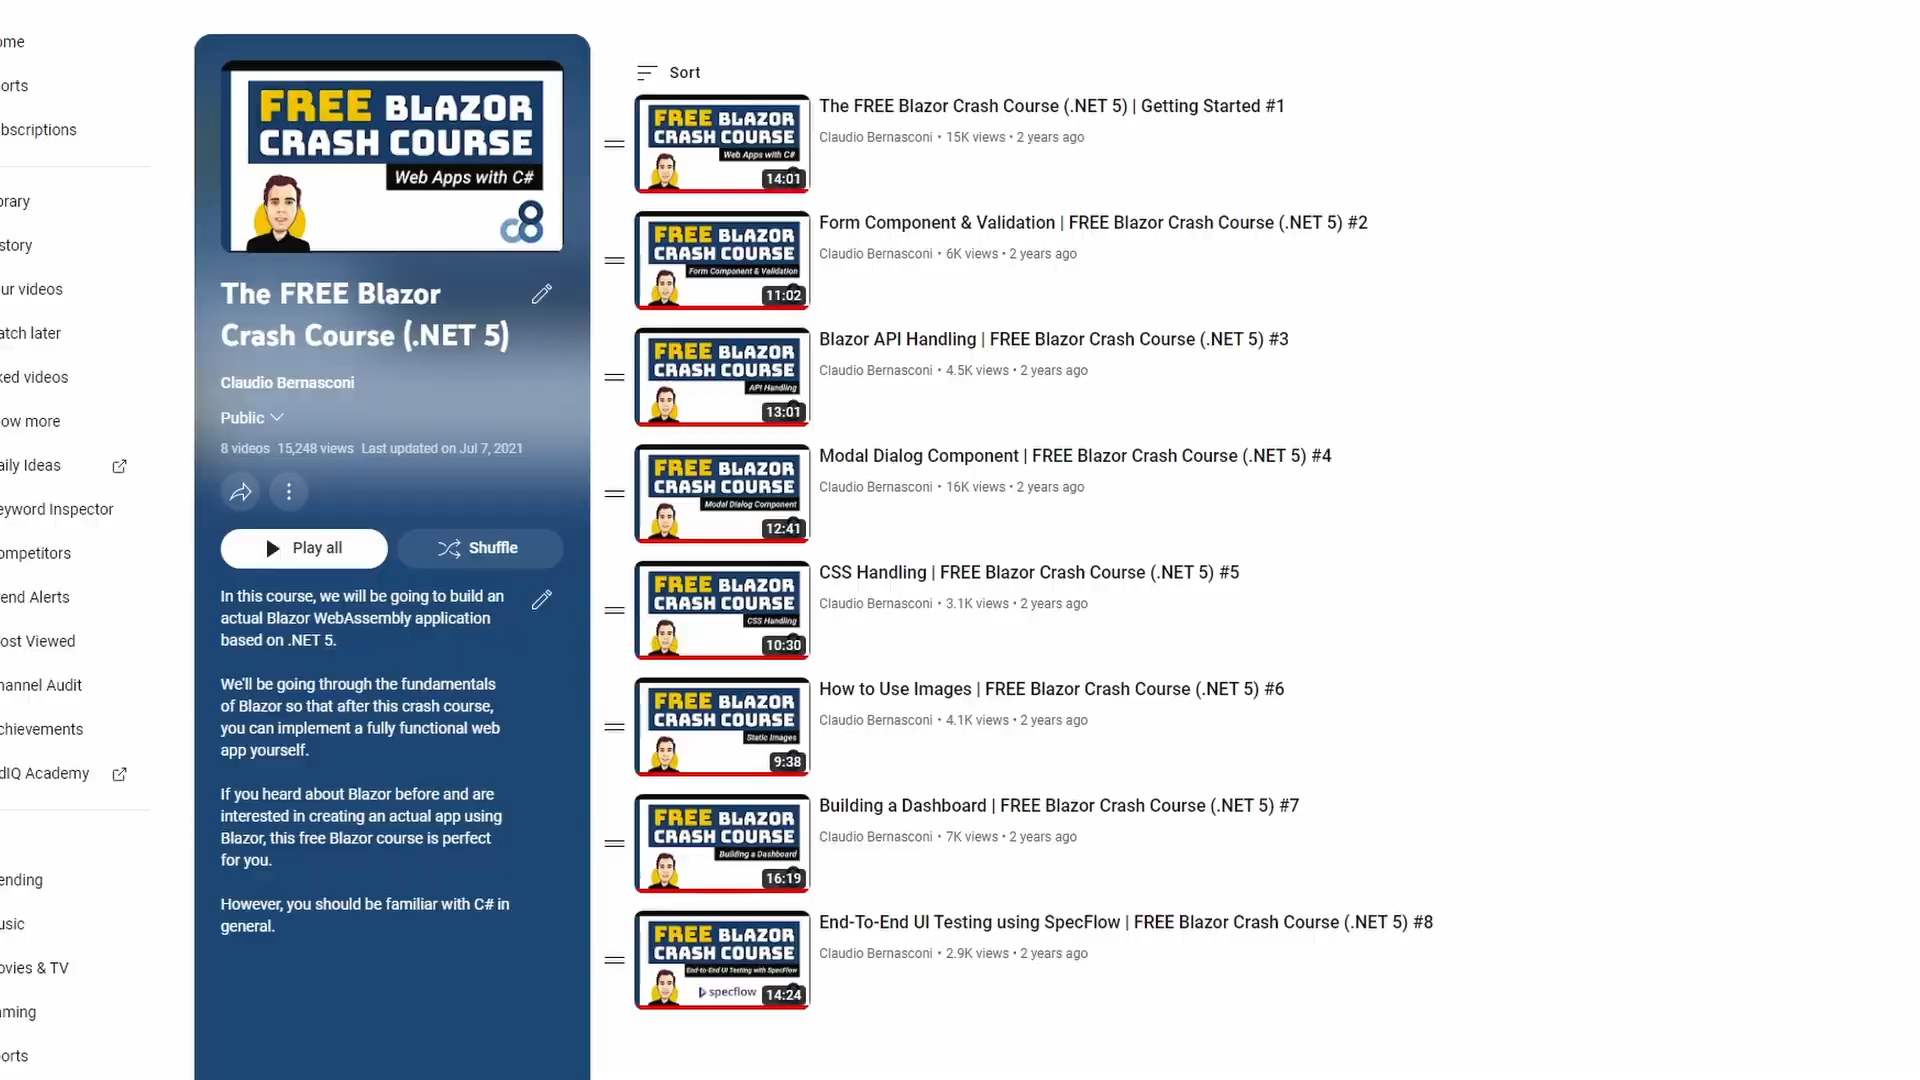 ome
orts
bscriptions
brary
story
ur videos
atch later
ked videos
ow more
aily Ideas
eyword Inspector
ompetitors
end Alerts
ost Viewed
hannel Audit
chievements
dIQ Academy
ending
usic
ovies & TV
aming
orts
FREE BLAZOR
CRASH COURSE
Web Apps with C#
c8
The FREE Blazor
Crash Course (.NET 5)
Claudio Bernasconi
Public
8 videos 15,248 views Last updated on Jul 7, 2021
Play all
Shuffle
In this course, we will be going to build an
actual Blazor WebAssembly application
based on .NET 5.
We'll be going through the fundamentals
of Blazor so that after this crash course,
you can implement a fully functional web
app yourself.
If you heard about Blazor before and are
interested in creating an actual app using
Blazor, this free Blazor course is perfect
for you.
However, you should be familiar with C# in
general.
Sort
FREE BLAZOR
CRASH COURSE
Web Apps with C#
14:01
The FREE Blazor Crash Course (.NET 5) | Getting Started #1
Claudio Bernasconi • 15K views • 2 years ago
FREE BLAZOR
CRASH COURSE
Form Component & Validation
11:02
Form Component & Validation | FREE Blazor Crash Course (.NET 5) #2
Claudio Bernasconi • 6K views • 2 years ago
FREE BLAZOR
CRASH COURSE
API Handling
13:01
Blazor API Handling | FREE Blazor Crash Course (.NET 5) #3
Claudio Bernasconi • 4.5K views • 2 years ago
FREE BLAZOR
CRASH COURSE
Modal Dialog Component
12:41
Modal Dialog Component | FREE Blazor Crash Course (.NET 5) #4
Claudio Bernasconi • 16K views • 2 years ago
FREE BLAZOR
CRASH COURSE
CSS Handling
10:30
CSS Handling | FREE Blazor Crash Course (.NET 5) #5
Claudio Bernasconi • 3.1K views • 2 years ago
FREE BLAZOR
CRASH COURSE
Static Images
9:38
How to Use Images | FREE Blazor Crash Course (.NET 5) #6
Claudio Bernasconi • 4.1K views • 2 years ago
FREE BLAZOR
CRASH COURSE
Building a Dashboard
16:19
Building a Dashboard | FREE Blazor Crash Course (.NET 5) #7
Claudio Bernasconi • 7K views • 2 years ago
FREE BLAZOR
CRASH COURSE
End-to-End UI Testing with SpecFlow
specflow
14:24
End-To-End UI Testing using SpecFlow | FREE Blazor Crash Course (.NET 5) #8
Claudio Bernasconi • 2.9K views • 2 years ago